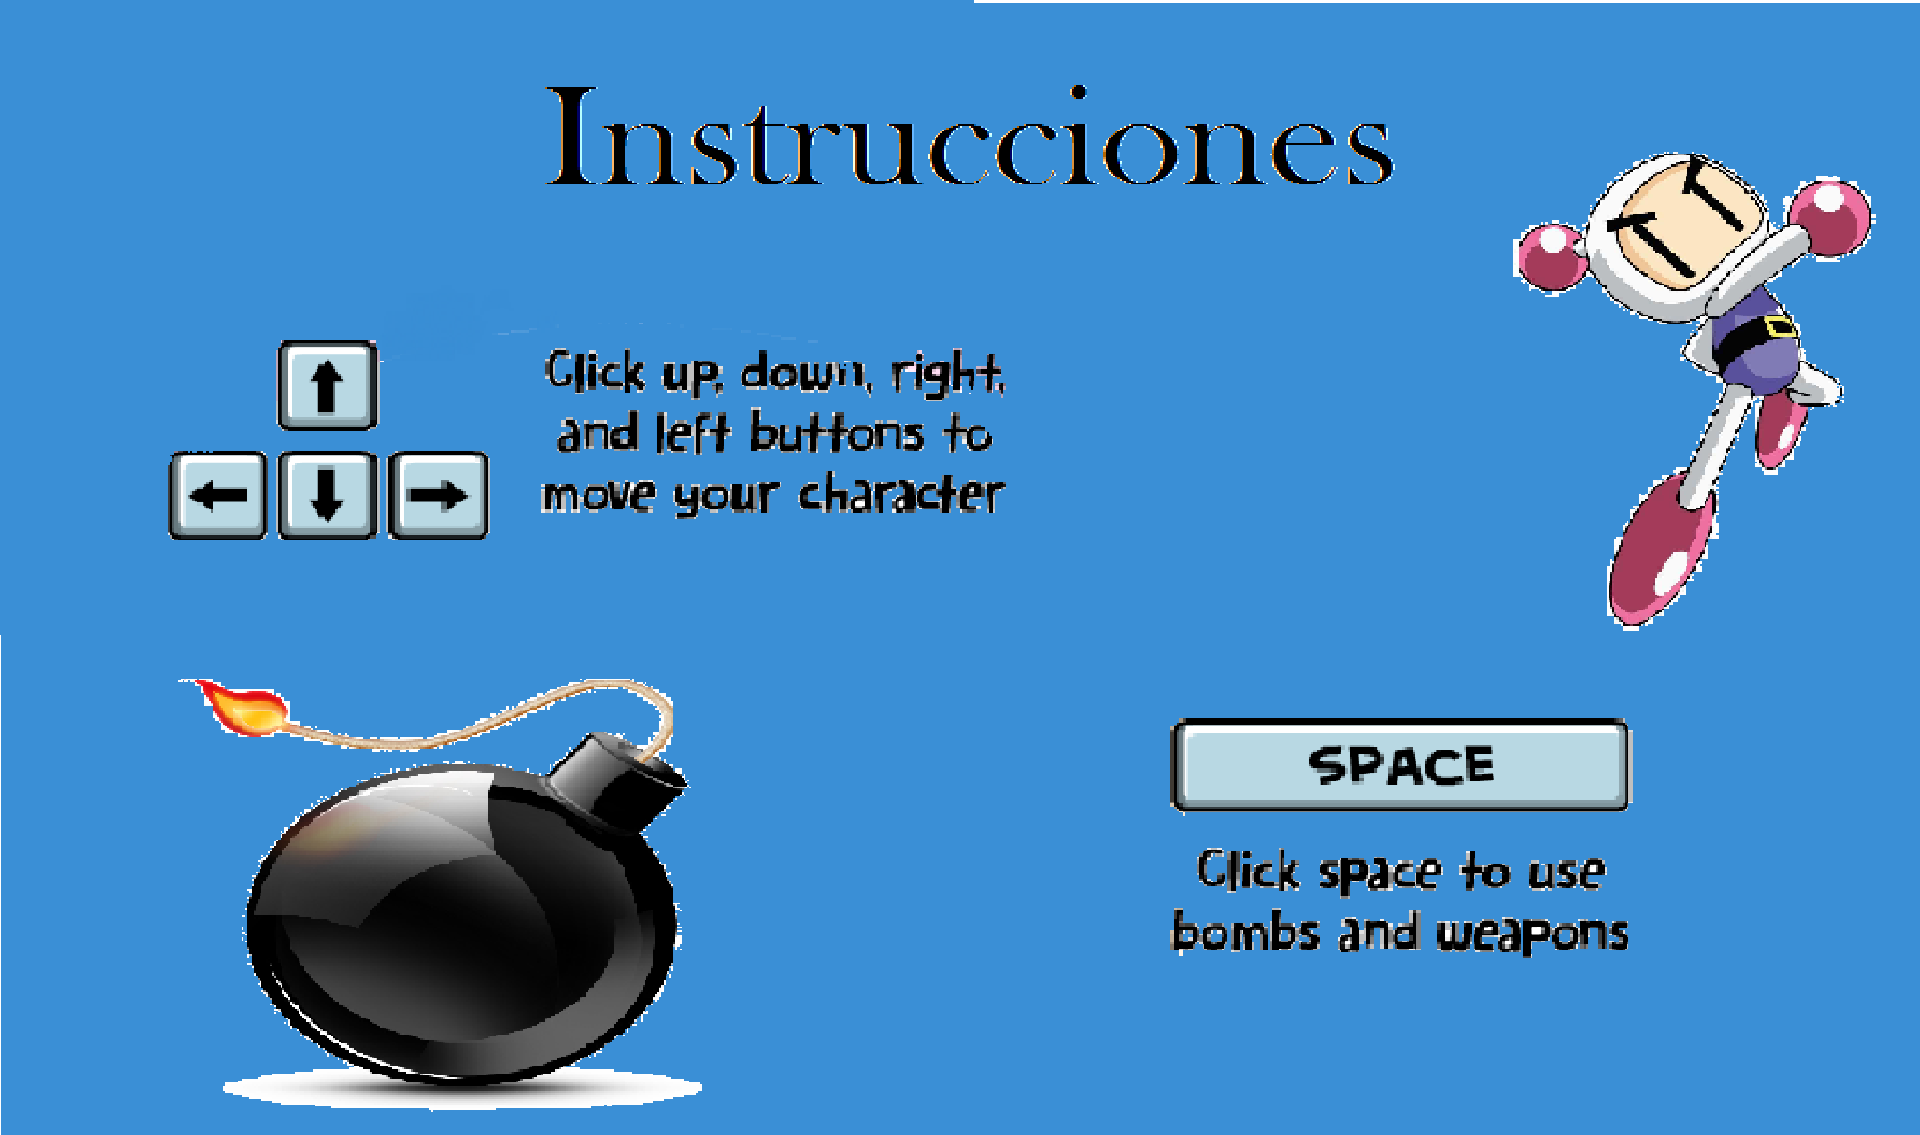 Instrucciones
Click up, down, right,
and left buttons to
move your character
SPACE
Click space to use
bombs and weapons